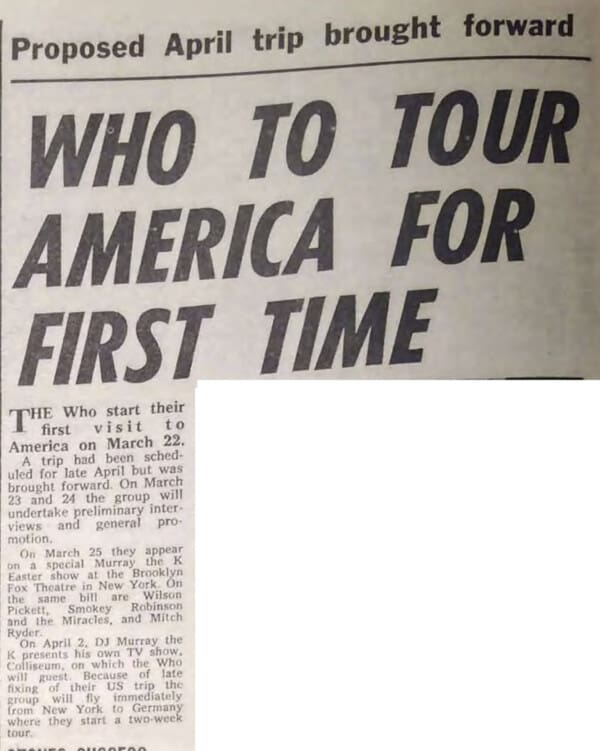 Proposed April trip brought forward
WHO TO TOUR
AMERICA FOR
FIRST TIME
THE Who start their
first visit to
America on March 22.
A trip had been sched-
uled for late April but was
brought forward. On March
23 and 24 the group will
undertake preliminary inter-
views and general pro-
motion.
On March 25 they appear
on a special Murray the K
Easter show at the Brooklyn
Fox Theatre in New York. On
the same bill are Wilson
Pickett, Smokey Robinson
and the Miracles, and Mitch
Ryder.
On April 2, DJ Murray the
K presents his own TV show,
Colliseum, on which the Who
will guest. Because of late
fixing of their US trip the
group will fly immediately
from New York to Germany
where they start a two-week
tour.